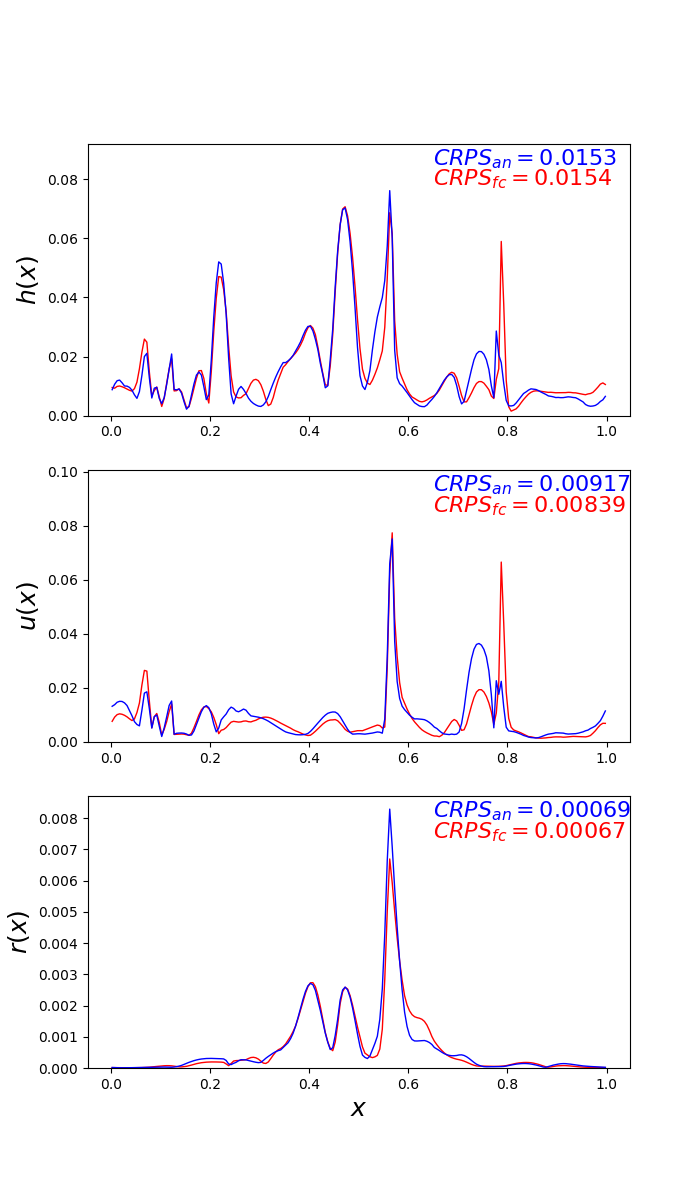 CRPS_an = 0.0153
CRPS_fc = 0.0154
h(x)
0.08
0.06
0.04
0.02
0.00
0.0 0.2 0.4 0.6 0.8 1.0
CRPS_an = 0.00917
CRPS_fc = 0.00839
u(x)
0.10
0.08
0.06
0.04
0.02
0.00
0.0 0.2 0.4 0.6 0.8 1.0
CRPS_an = 0.00069
CRPS_fc = 0.00067
r(x)
0.008
0.007
0.006
0.005
0.004
0.003
0.002
0.001
0.000
0.0 0.2 0.4 0.6 0.8 1.0
x